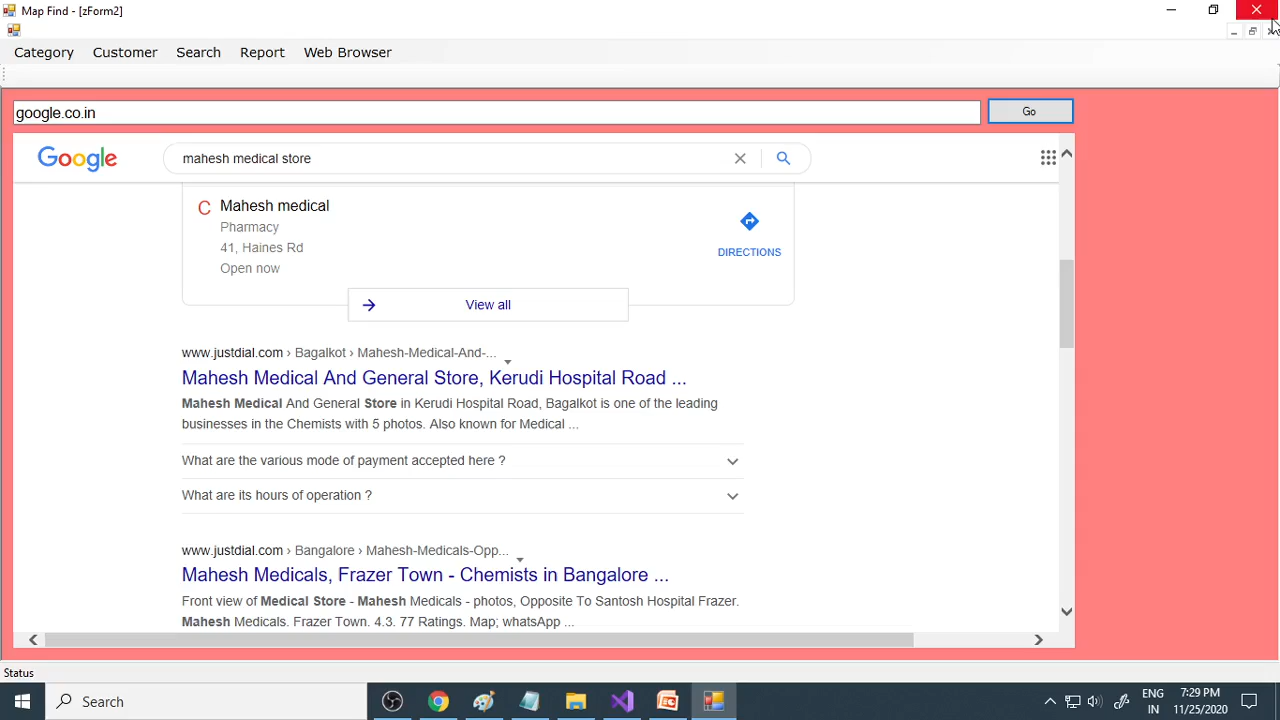 Map Find - [zForm2]
Category Customer Search Report Web Browser
google.co.in Go
Google mahesh medical store
C Mahesh medical
Pharmacy
41, Haines Rd
DIRECTIONS
Open now
View all
www.justdial.com › Bagalkot › Mahesh-Medical-And-...
Mahesh Medical And General Store, Kerudi Hospital Road ...
Mahesh Medical And General Store in Kerudi Hospital Road, Bagalkot is one of the leading
businesses in the Chemists with 5 photos. Also known for Medical ...
What are the various mode of payment accepted here ?
What are its hours of operation ?
www.justdial.com › Bangalore › Mahesh-Medicals-Opp...
Mahesh Medicals, Frazer Town - Chemists in Bangalore ...
Front view of Medical Store - Mahesh Medicals - photos, Opposite To Santosh Hospital Frazer.
Mahesh Medicals. Frazer Town. 4.3. 77 Ratings. Map; whatsApp ...
Status
Search
ENG 7:29 PM
IN 11/25/2020